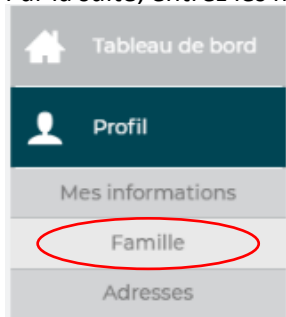 Tableau de bord
Profil
Mes informations
Famille
Adresses